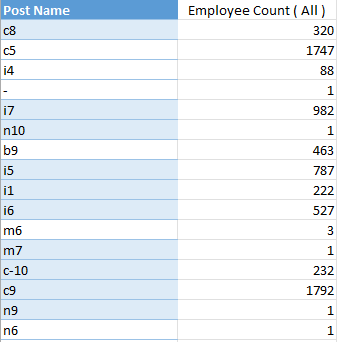 Post Name Employee Count ( All )
c8 320
c5 1747
i4 88
- 1
i7 982
n10 1
b9 463
i5 787
i1 222
i6 527
m6 3
m7 1
c-10 232
c9 1792
n9 1
n6 1